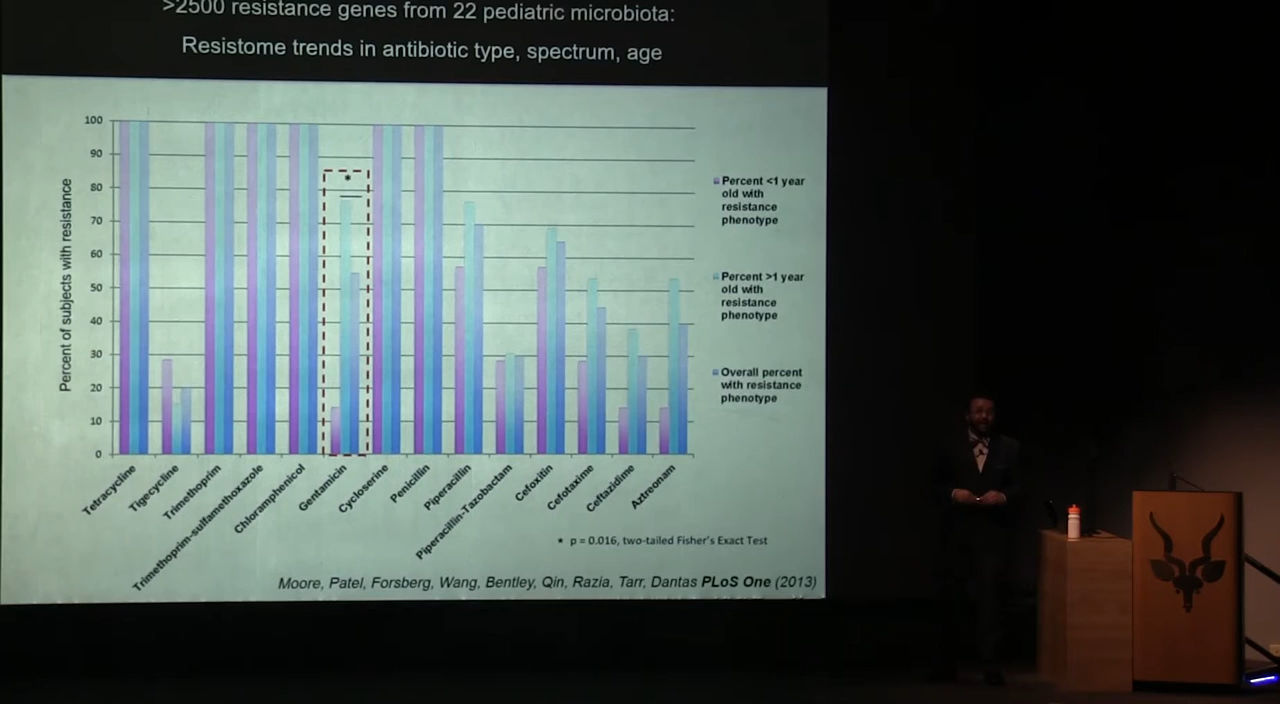 >2500 resistance genes from 22 pediatric microbiota:
Resistome trends in antibiotic type, spectrum, age
Percent of subjects with resistance
100
90
80
70
60
50
40
30
20
10
0
*
Tetracycline
Tigecycline
Trimethoprim
Trimethoprim-sulfamethoxazole
Chloramphenicol
Gentamicin
Cycloserine
Penicillin
Piperacillin
Piperacillin-Tazobactam
Cefoxitin
Cefotaxime
Ceftazidime
Aztreonam
Percent <1 year
old with
resistance
phenotype
Percent >1 year
old with
resistance
phenotype
Overall percent
with resistance
phenotype
* p = 0.016, two-tailed Fisher's Exact Test
Moore, Patel, Forsberg, Wang, Bentley, Qin, Razia, Tarr, Dantas PLoS One (2013)